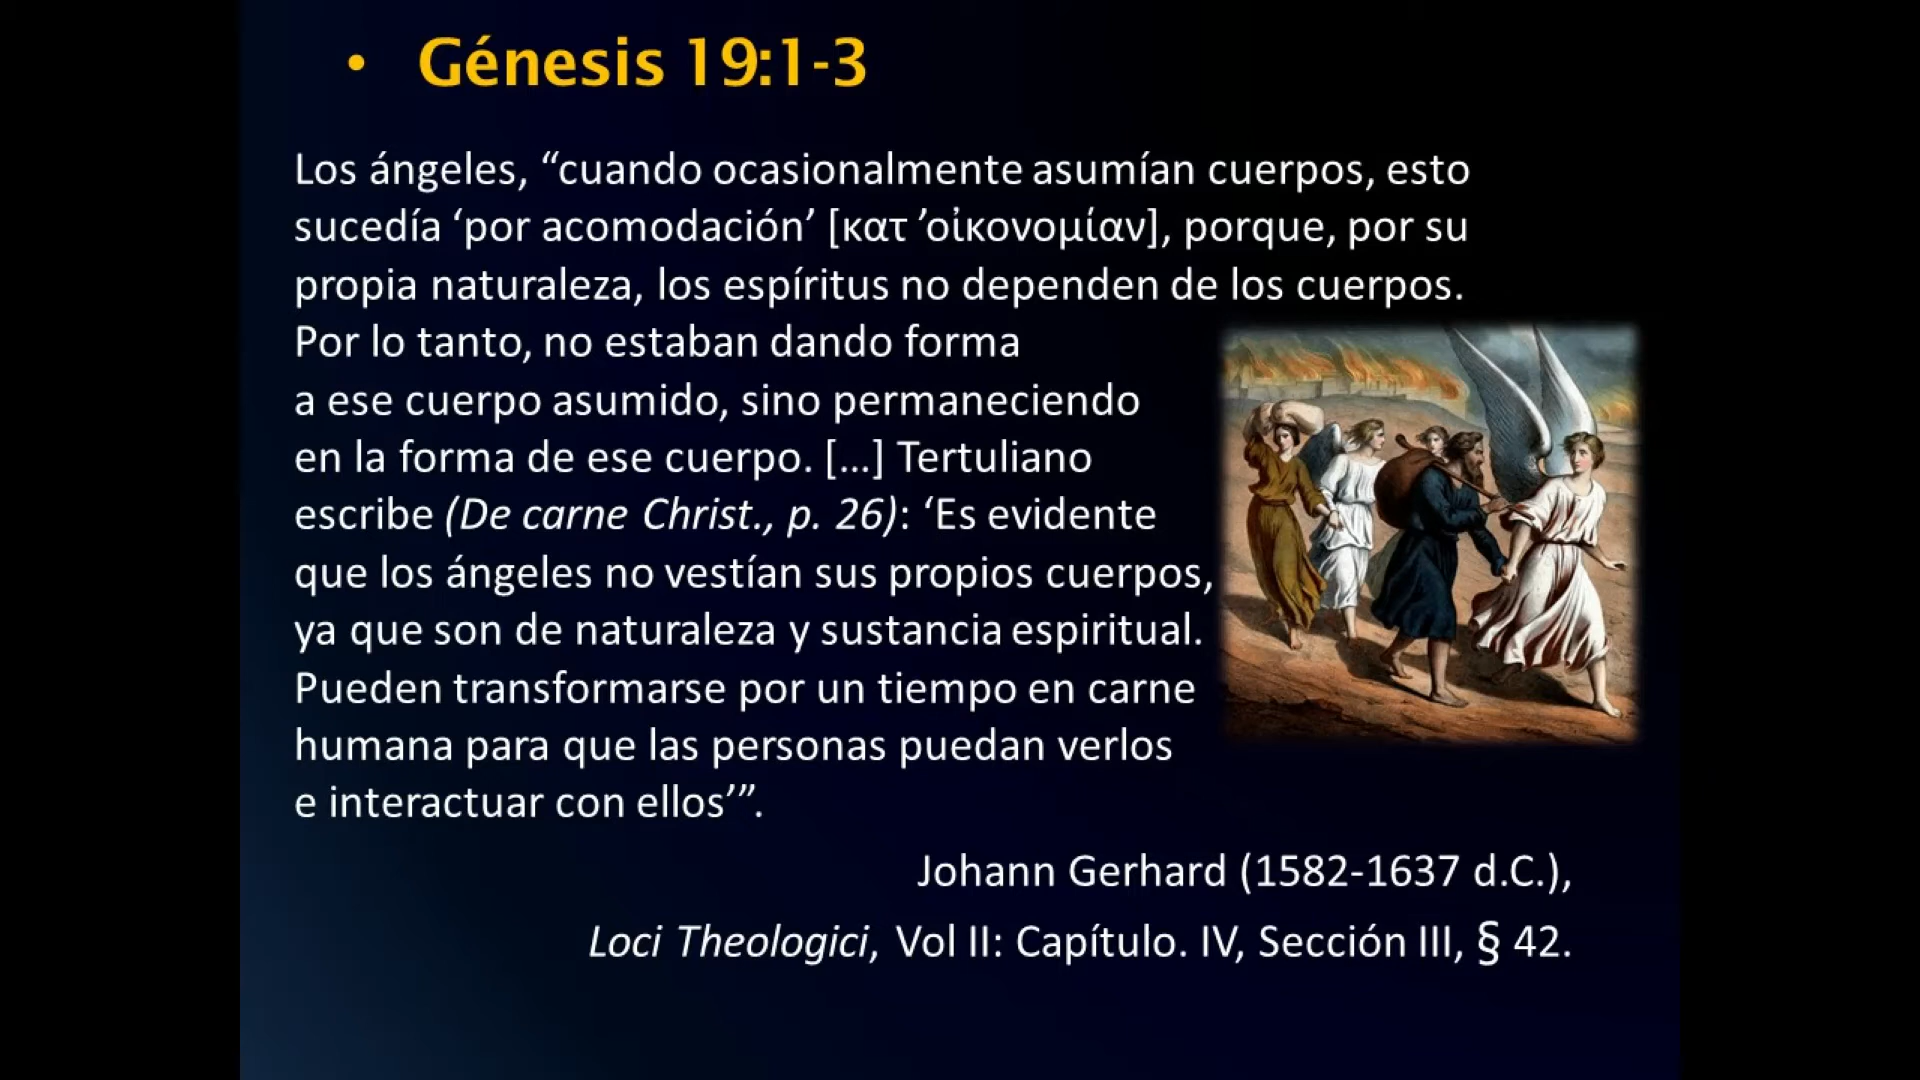 • Génesis 19:1-3
Los ángeles, “cuando ocasionalmente asumían cuerpos, esto
sucedía ‘por acomodación’ [κατ ’οἰκονομίαν], porque, por su
propia naturaleza, los espíritus no dependen de los cuerpos.
Por lo tanto, no estaban dando forma
a ese cuerpo asumido, sino permaneciendo
en la forma de ese cuerpo. [...] Tertuliano
escribe (De carne Christ., p. 26): ‘Es evidente
que los ángeles no vestían sus propios cuerpos,
ya que son de naturaleza y sustancia espiritual.
Pueden transformarse por un tiempo en carne
humana para que las personas puedan verlos
e interactuar con ellos’”.
Johann Gerhard (1582-1637 d.C.),
Loci Theologici, Vol II: Capítulo. IV, Sección III, § 42.